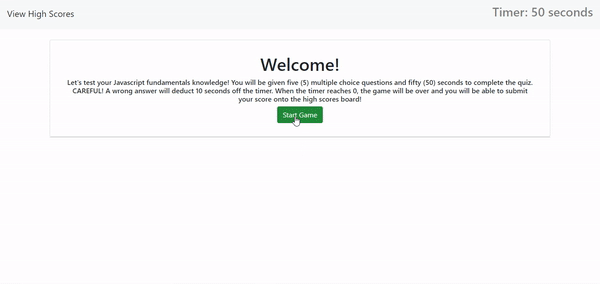 View High Scores
Timer: 50 seconds
Welcome!
Let's test your Javascript fundamentals knowledge! You will be given five (5) multiple choice questions and fifty (50) seconds to complete the quiz.
CAREFUL! A wrong answer will deduct 10 seconds off the timer. When the timer reaches 0, the game will be over and you will be able to submit
your score onto the high scores board!
Start Game